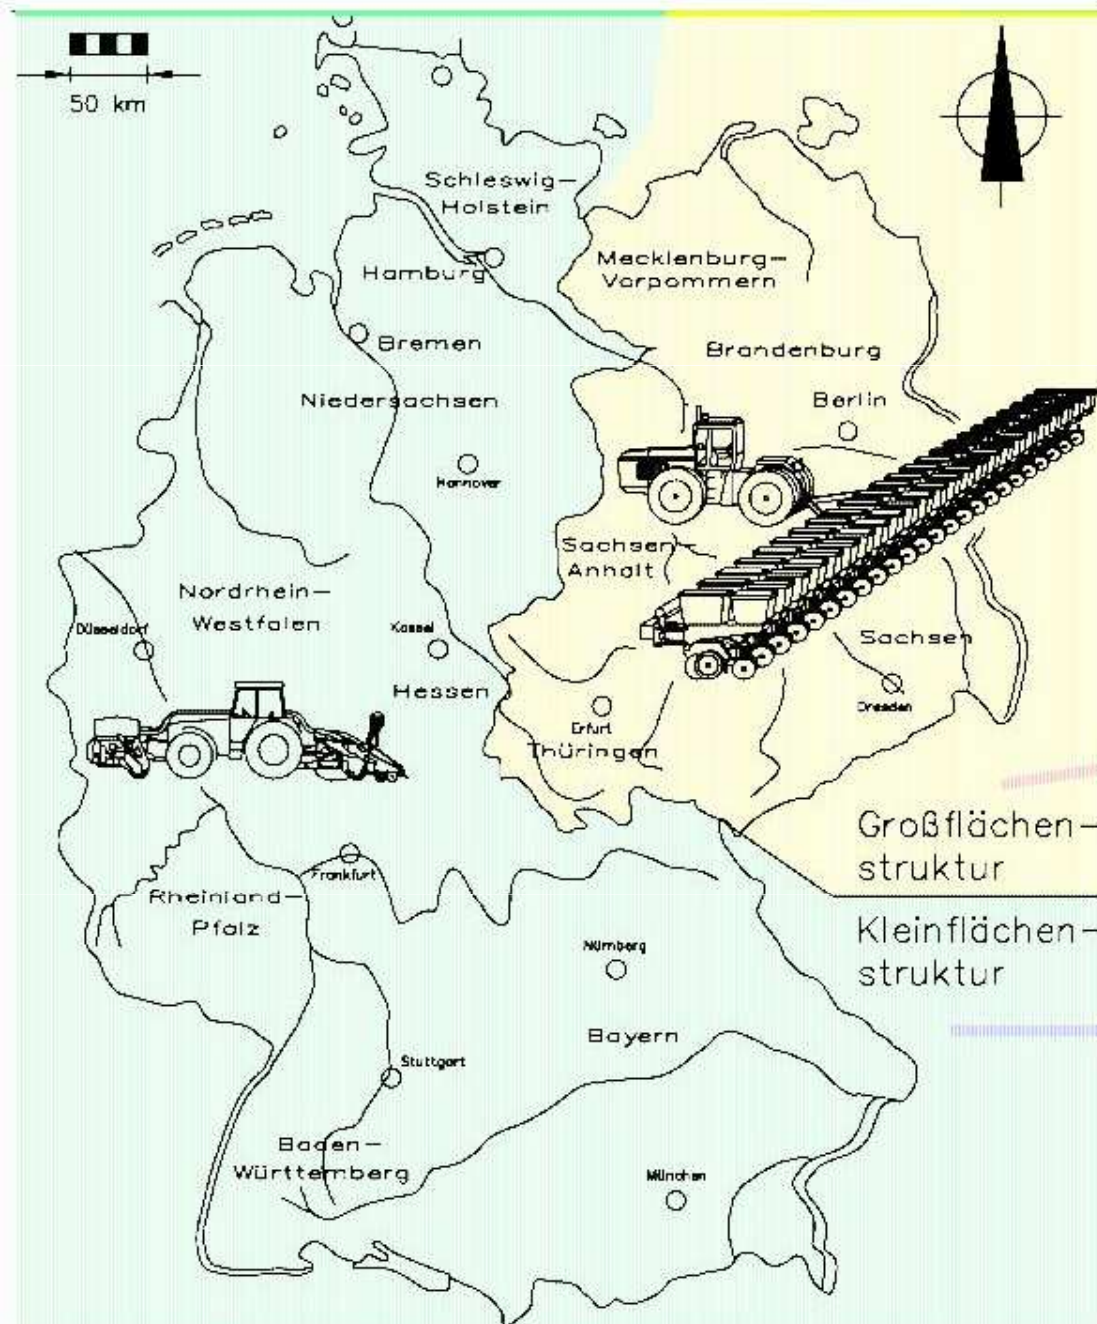 50 km
Schleswig-
Holstein
Mecklenburg-
Vorpommern
Hamburg
Bremen
Brandenburg
Niedersachsen
Berlin
Hannover
Sachsen-
Anhalt
Nordrhein-
Westfalen
Düsseldorf
Kassel
Sachsen
Hessen
Dresden
Erfurt
Thüringen
Großflächen-
struktur
Frankfurt
Rheinland-
Pfalz
Kleinflächen-
struktur
Nürnberg
Bayern
Stuttgart
Baden-
Württemberg
München